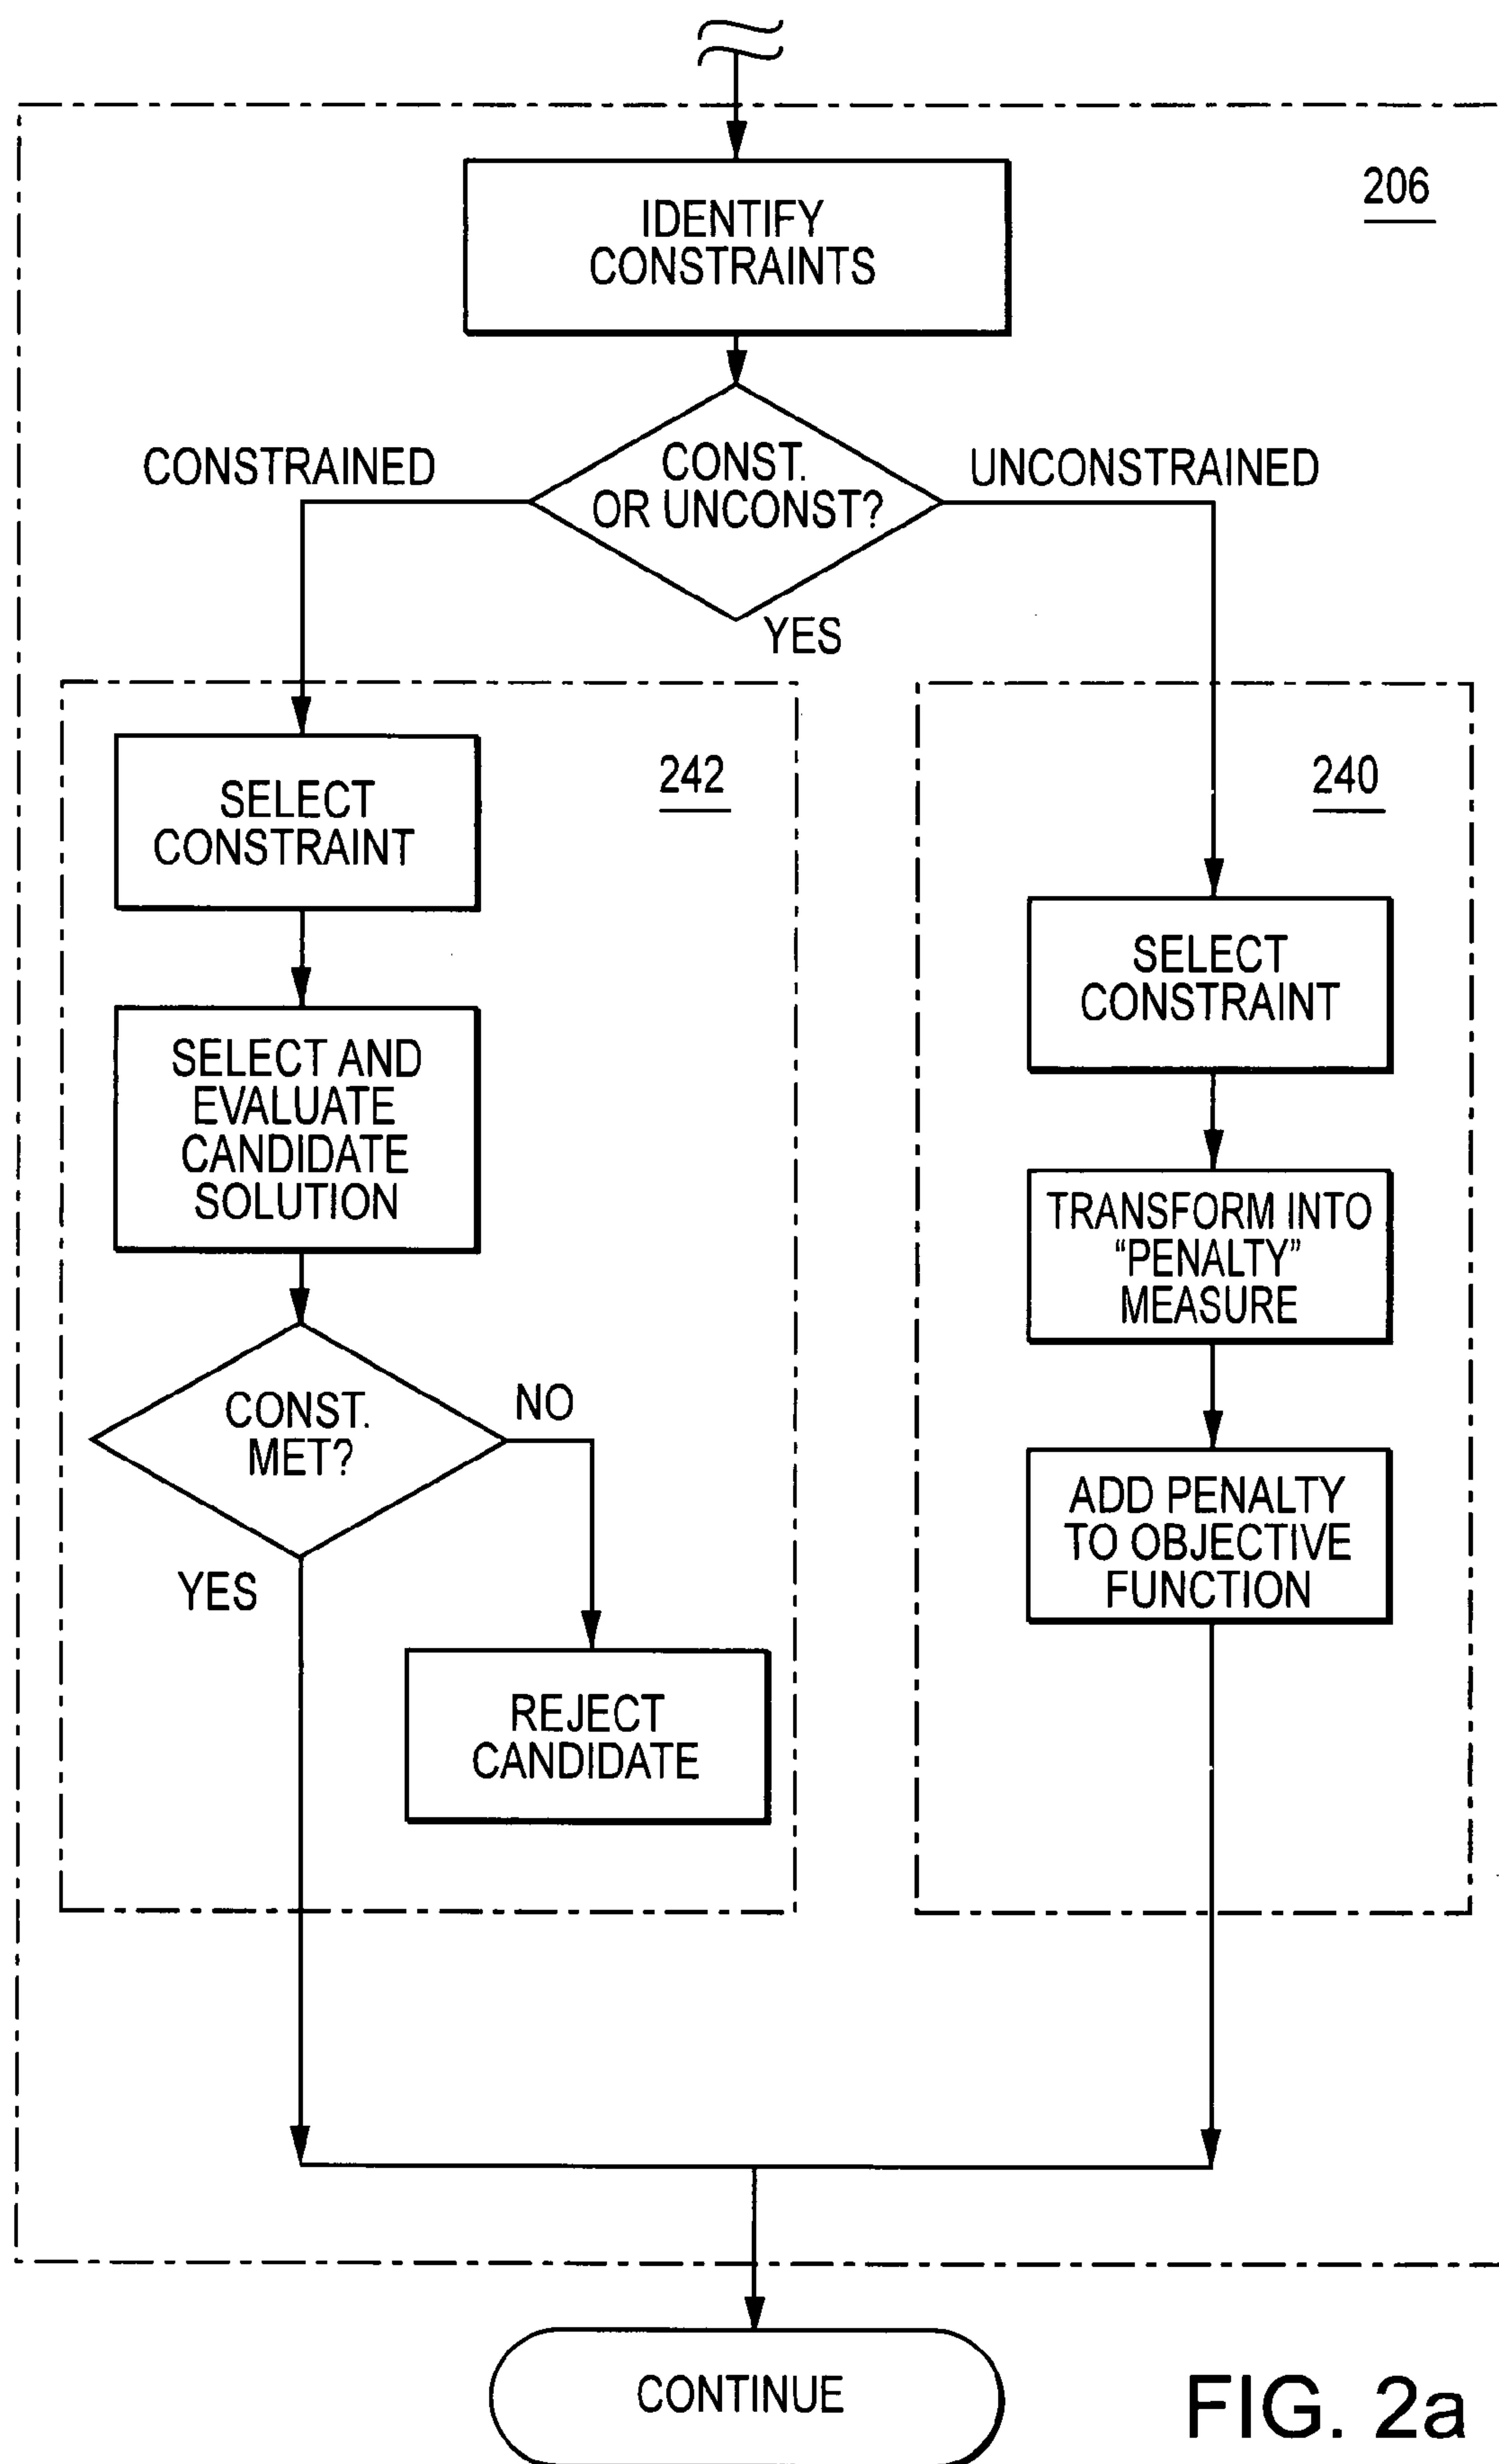 206
IDENTIFY
CONSTRAINTS
CONSTRAINED
CONST.
OR UNCONST?
UNCONSTRAINED
YES
242
SELECT
CONSTRAINT
SELECT AND
EVALUATE
CANDIDATE
SOLUTION
CONST.
MET?
NO
YES
REJECT
CANDIDATE
240
SELECT
CONSTRAINT
TRANSFORM INTO
“PENALTY”
MEASURE
ADD PENALTY
TO OBJECTIVE
FUNCTION
CONTINUE
FIG. 2a